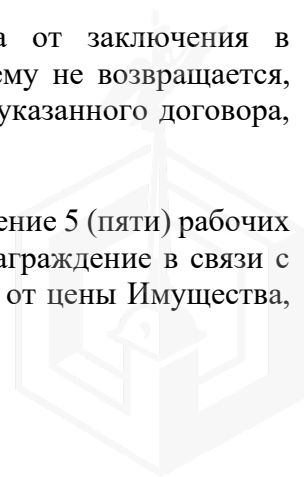 а от заключения в
ему не возвращается,
указанного договора,
ение 5 (пяти) рабочих
аграждение в связи с
от цены Имущества,